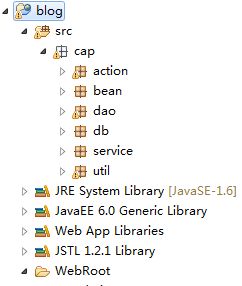 blog
src
cap
action
bean
dao
db
service
util
JRE System Library [JavaSE-1.6]
JavaEE 6.0 Generic Library
Web App Libraries
JSTL 1.2.1 Library
WebRoot